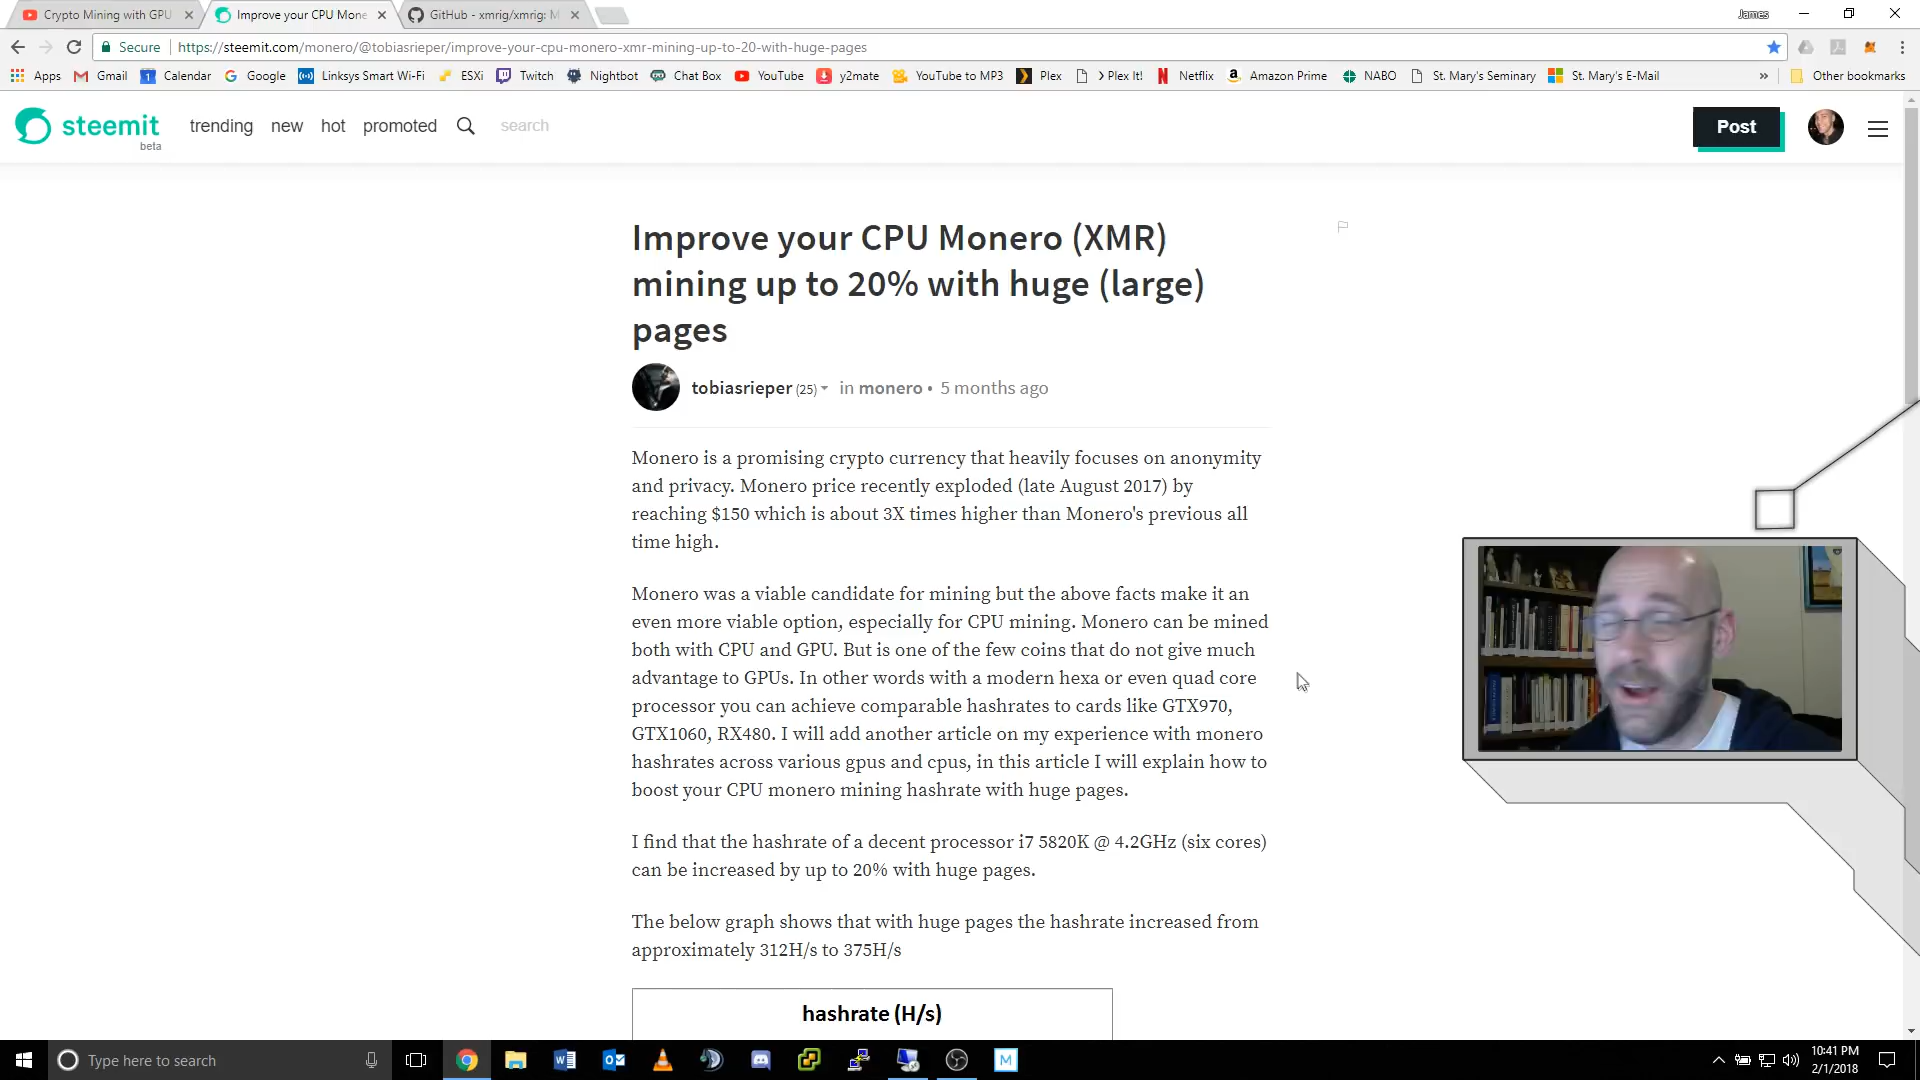 Crypto Mining with GPU
Improve your CPU Mone
GitHub - xmrig/xmrig: M
James
Secure
https://steemit.com/monero/@tobiasrieper/improve-your-cpu-monero-xmr-mining-up-to-20-with-huge-pages
Apps Gmail Calendar Google Linksys Smart Wi-Fi ESXi Twitch Nightbot Chat Box YouTube y2mate YouTube to MP3 Plex > Plex It! Netflix Amazon Prime NABO St. Mary's Seminary St. Mary's E-Mail » Other bookmarks
steemit
beta
trending new hot promoted search
Post
Improve your CPU Monero (XMR)
mining up to 20% with huge (large)
pages
tobiasrieper (25) in monero • 5 months ago
Monero is a promising crypto currency that heavily focuses on anonymity
and privacy. Monero price recently exploded (late August 2017) by
reaching $150 which is about 3X times higher than Monero's previous all
time high.
Monero was a viable candidate for mining but the above facts make it an
even more viable option, especially for CPU mining. Monero can be mined
both with CPU and GPU. But is one of the few coins that do not give much
advantage to GPUs. In other words with a modern hexa or even quad core
processor you can achieve comparable hashrates to cards like GTX970,
GTX1060, RX480. I will add another article on my experience with monero
hashrates across various gpus and cpus, in this article I will explain how to
boost your CPU monero mining hashrate with huge pages.
I find that the hashrate of a decent processor i7 5820K @ 4.2GHz (six cores)
can be increased by up to 20% with huge pages.
The below graph shows that with huge pages the hashrate increased from
approximately 312H/s to 375H/s
hashrate (H/s)
Type here to search
10:41 PM
2/1/2018